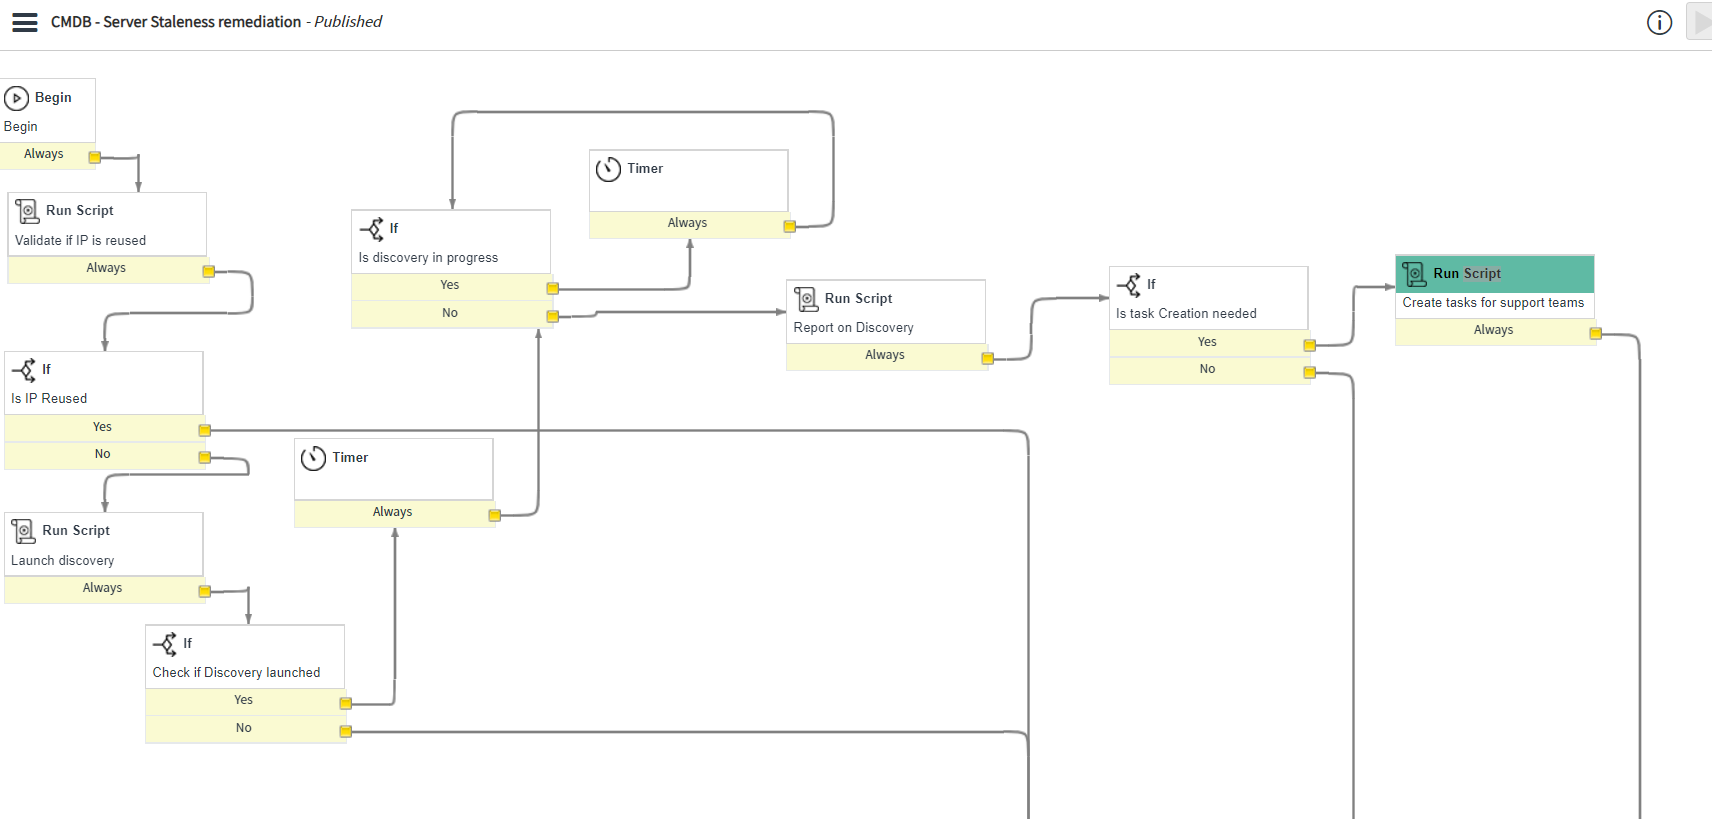 CMDB - Server Staleness remediation - Published
Begin
Begin
Always
Run Script
Validate if IP is reused
Always
If
Is IP Reused
Yes
No
Run Script
Launch discovery
Always
If
Check if Discovery launched
Yes
No
Timer
Always
If
Is discovery in progress
Yes
No
Timer
Always
Run Script
Report on Discovery
Always
If
Is task Creation needed
Yes
No
Run Script
Create tasks for support teams
Always